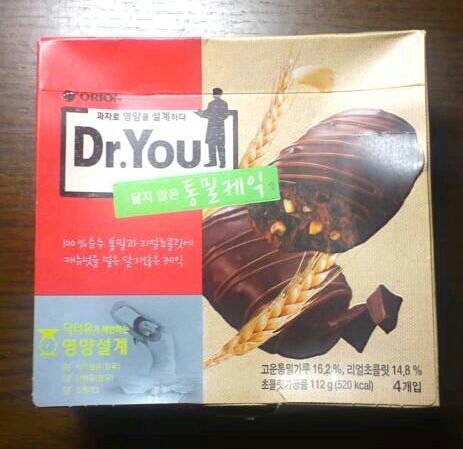 ORION
과자로 영양을 설계하다
Dr.You
달지 않은 통밀케익
100%순수 통밀과 리얼초콜릿에
캐슈넛을 넣은 달지않은 케익
닥터유가 제안하는
영양설계
고운통밀가루 16,2%, 리얼초콜릿 14,8 %
초콜릿가공품 112 g (520 kcal)
4개입